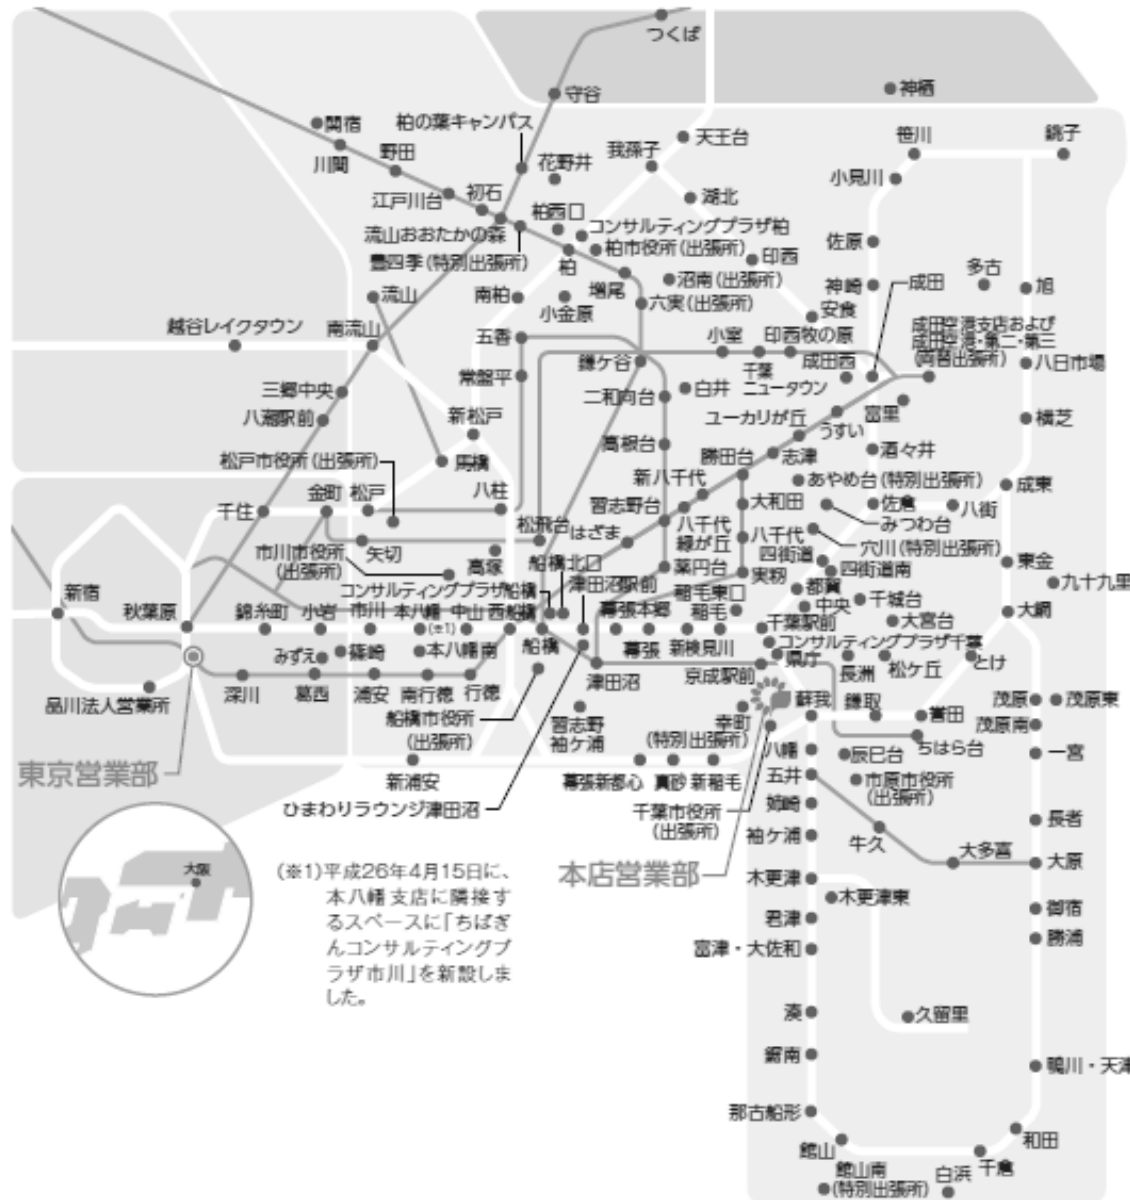 つくば
守谷
神栖
柏の葉キャンパス
関宿
川間
野田
花野井
我孫子
天王台
笹川
銚子
小見川
江戸川台
初石
柏西口
湖北
コンサルティングプラザ柏
流山おおたかの森
柏市役所(出張所)
佐原
豊四季(特別出張所)
柏
印西
多古
流山
南柏
小金原
増尾
沼南(出張所)
六実(出張所)
神崎
成田
旭
安食
越谷レイクタウン
南流山
五香
小室
印西牧の原
成田空港支店および
成田空港・第二・第三
(両替出張所)
八日市場
常盤平
鎌ケ谷
千葉
ニュータウン
成田西
三郷中央
二和向台
白井
富里
八潮駅前
新松戸
ユーカリが丘
うすい
横芝
松戸市役所(出張所)
馬橋
高根台
勝田台
志津
酒々井
新八千代
あやめ台(特別出張所)
成東
金町
松戸
八柱
習志野台
大和田
佐倉
八街
千住
松飛台
はざま
八千代
緑が丘
みつわ台
市川市役所
(出張所)
矢切
高塚
船橋北口
八千代
四街道
穴川(特別出張所)
薬円台
実籾
四街道南
東金
九十九里
新宿
コンサルティングプラザ船橋
津田沼駅前
稲毛東口
都賀
千城台
秋葉原
錦糸町
小岩
市川
本八幡
(※1)
中山
西船橋
船橋
幕張本郷
稲毛
中央
大宮台
大網
千葉駅前
みずえ
篠崎
本八幡南
幕張
新検見川
コンサルティングプラザ千葉
県庁
長洲
松ケ丘
とけ
品川法人営業所
深川
葛西
浦安
南行徳
行徳
津田沼
京成駅前
船橋市役所
(出張所)
習志野
袖ケ浦
幸町
(特別出張所)
蘇我
鎌取
誉田
茂原
茂原東
茂原南
東京営業部
新浦安
幕張新都心
真砂
新稲毛
八幡
辰巳台
ちはら台
一宮
ひまわりラウンジ津田沼
千葉市役所
(出張所)
五井
市原市役所
(出張所)
姉崎
袖ケ浦
牛久
長者
大多喜
大原
大阪
本店営業部
木更津
木更津東
御宿
君津
勝浦
富津・大佐和
(※1)平成26年4月15日に、
本八幡支店に隣接す
るスペースに「ちばぎ
んコンサルティングプ
ラザ市川」を新設しま
した。
湊
久留里
鋸南
鴨川・天津
那古船形
館山
和田
館山南
(特別出張所)
白浜
千倉